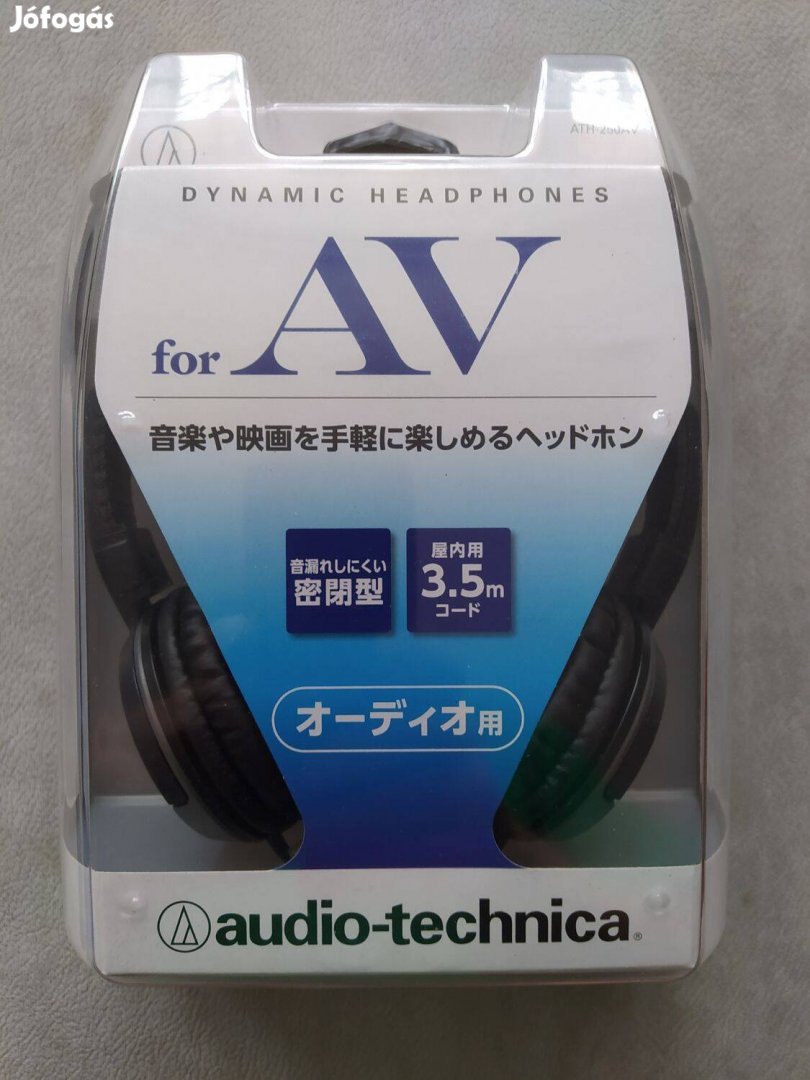 Jófogás
ATH-250AV
DYNAMIC HEADPHONES
for AV
音楽や映画を手軽に楽しめるヘッドホン
音漏れしにくい
密閉型
屋内用
3.5m
コード
オーディオ用
audio-technica®